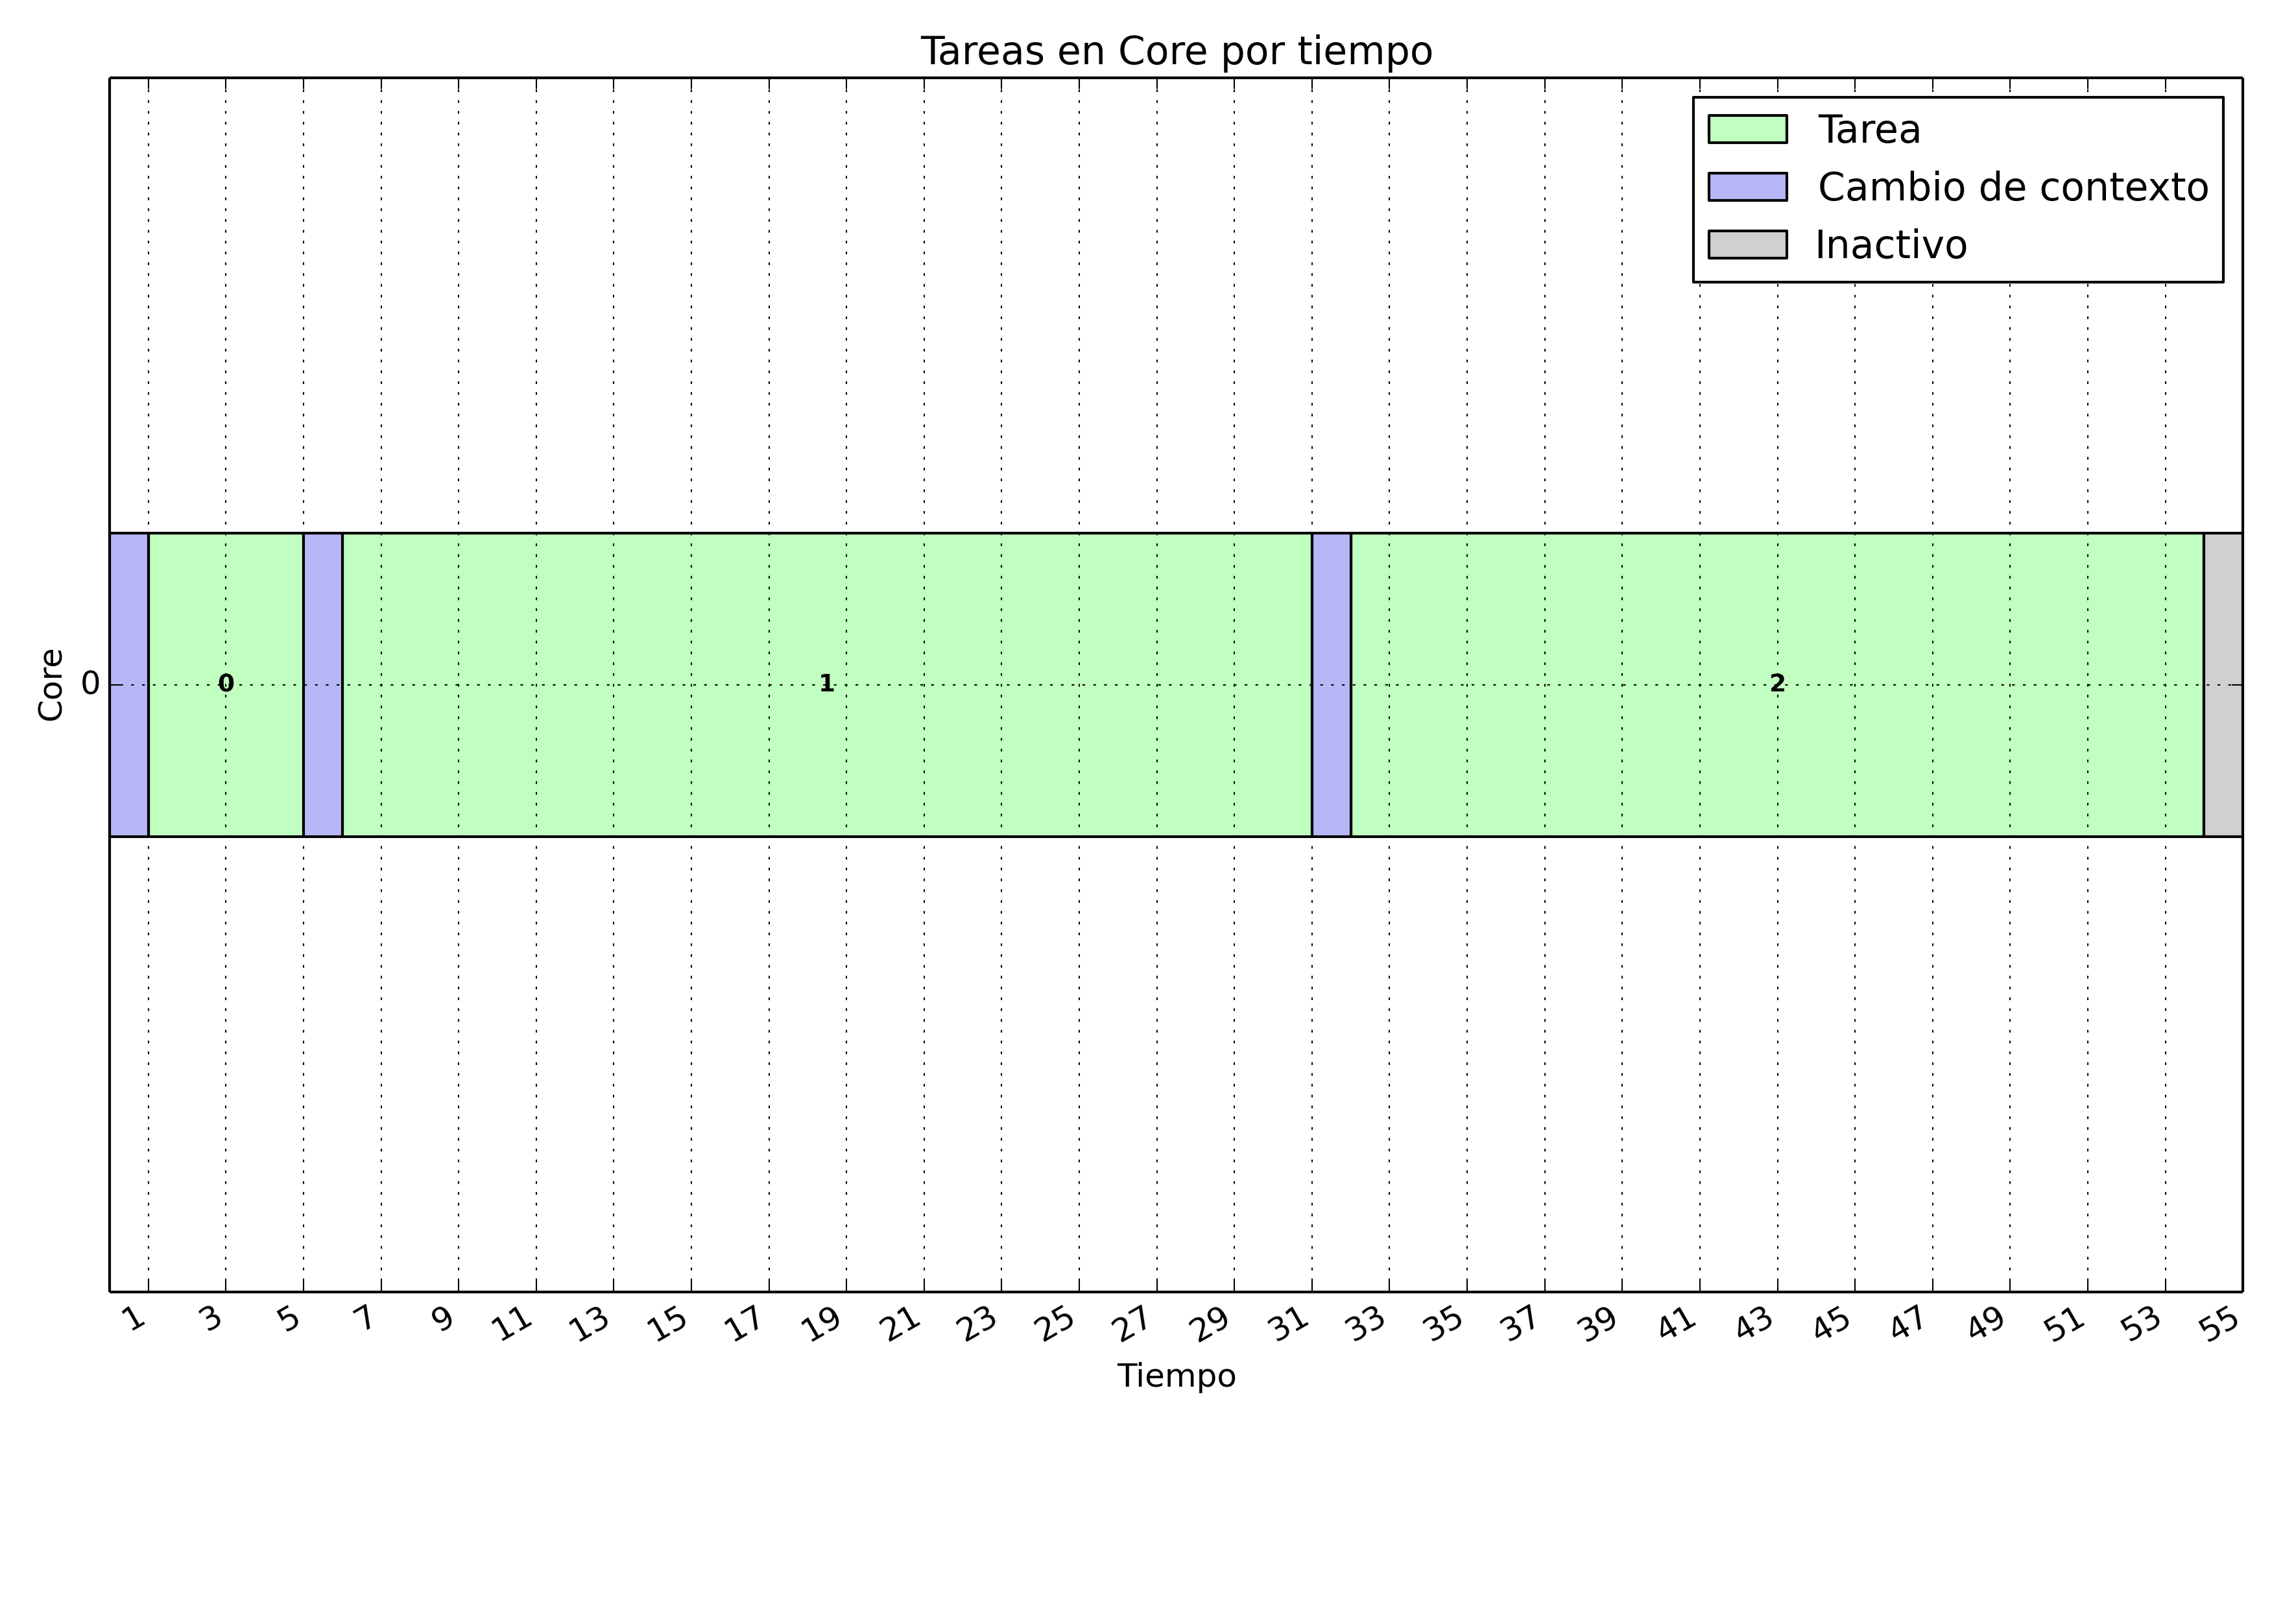 Tareas en Core por tiempo
Tarea
Cambio de contexto
Inactivo
Core
0
0
1
2
1 3 5 7 9 11 13 15 17 19 21 23 25 27 29 31 33 35 37 39 41 43 45 47 49 51 53 55
Tiempo